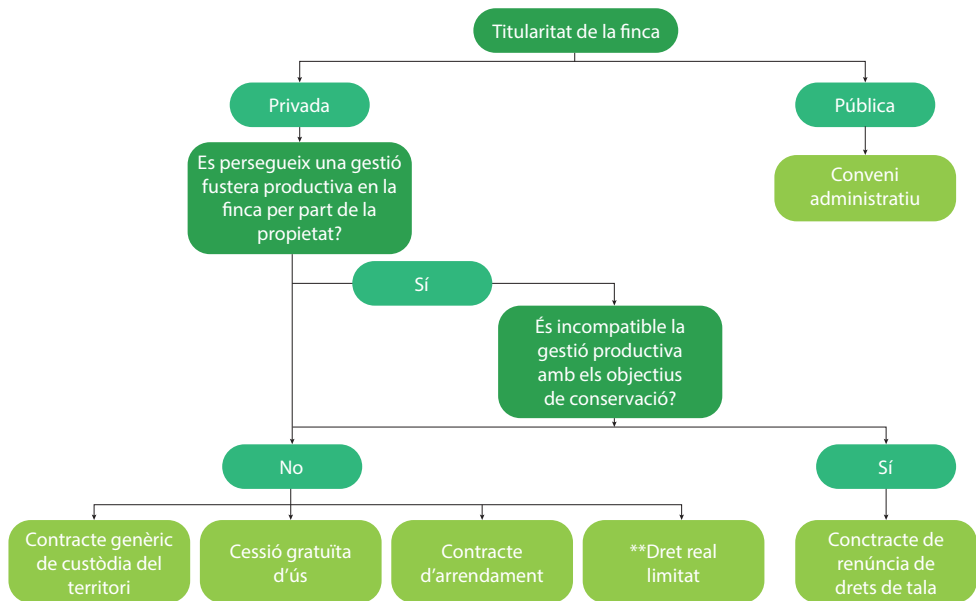 Titularitat de la finca
Privada
Pública
Es persegueix una gestió
fustera productiva en la
finca per part de la
propietat?
Conveni
administratiu
Sí
És incompatible la
gestió productiva
amb els objectius
de conservació?
No
Sí
Contracte genèric
de custòdia del
territori
Cessió gratuïta
d'ús
Contracte
d'arrendament
**Dret real
limitat
Conctracte de
renúncia de
drets de tala